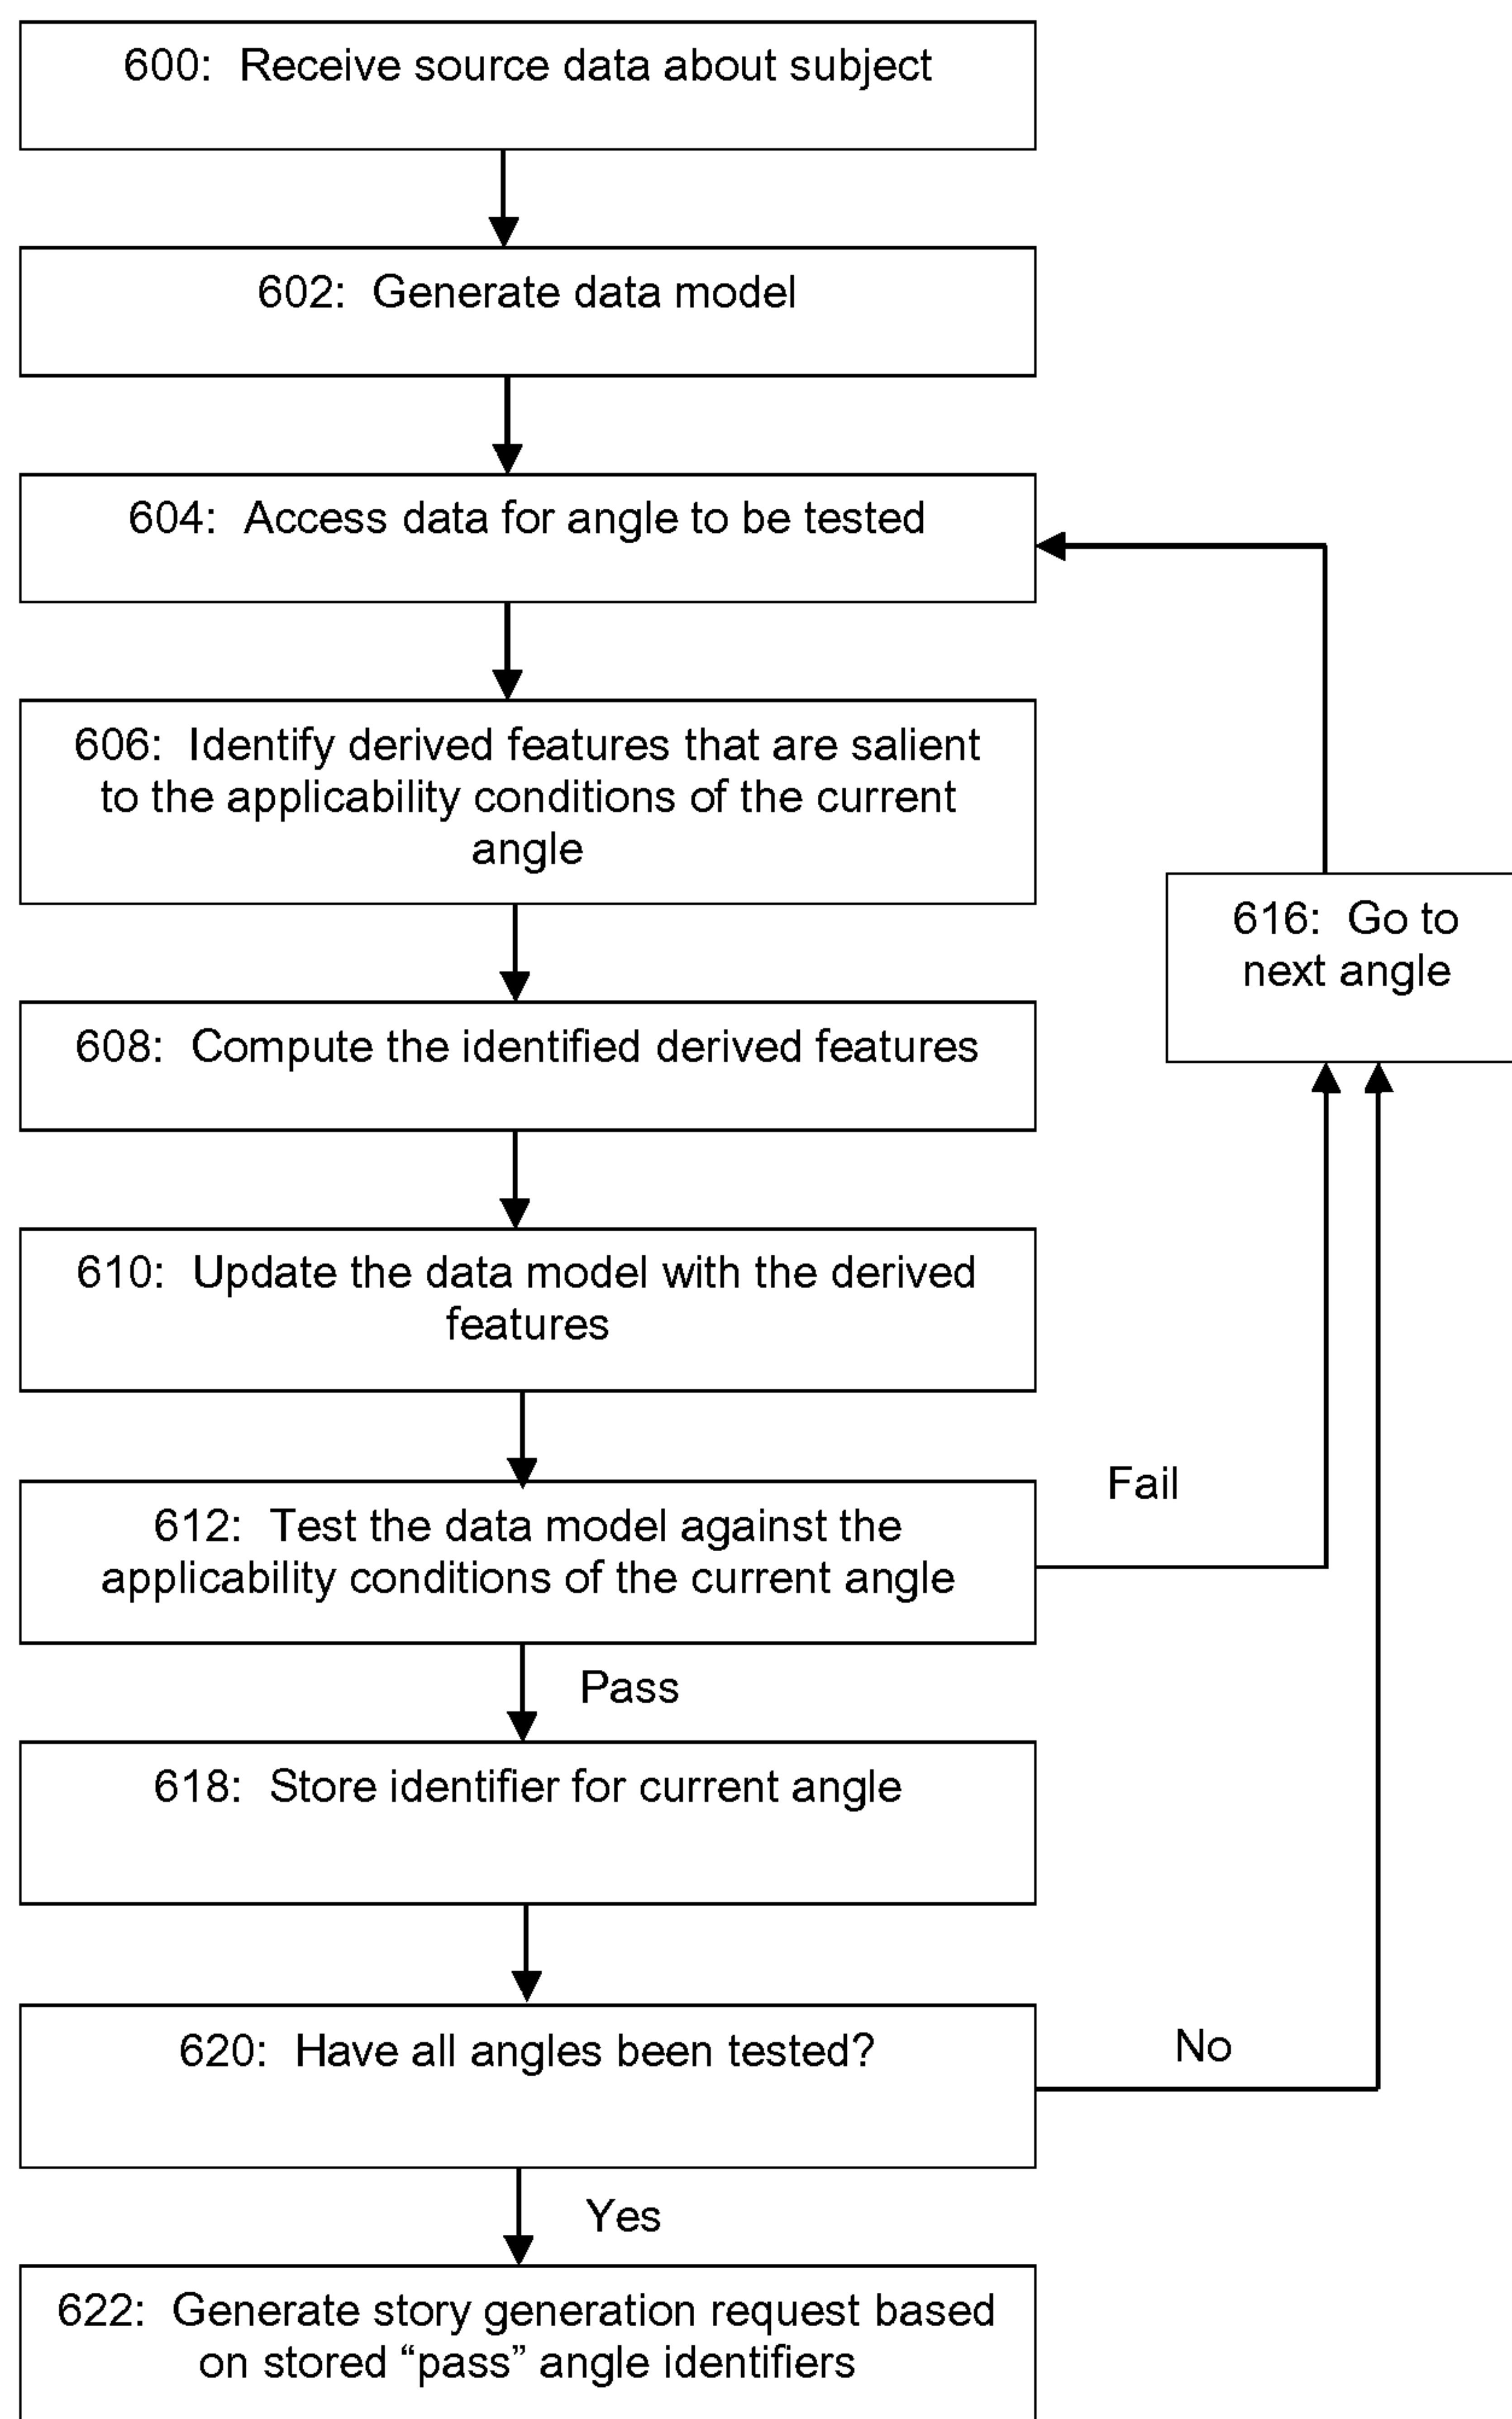 600:  Receive source data about subject
602:  Generate data model
604:  Access data for angle to be tested
606:  Identify derived features that are salient
to the applicability conditions of the current
angle
616:  Go to
next angle
608:  Compute the identified derived features
610:  Update the data model with the derived
features
Fail
612:  Test the data model against the
applicability conditions of the current angle
Pass
618:  Store identifier for current angle
No
620:  Have all angles been tested?
Yes
622:  Generate story generation request based
on stored “pass” angle identifiers